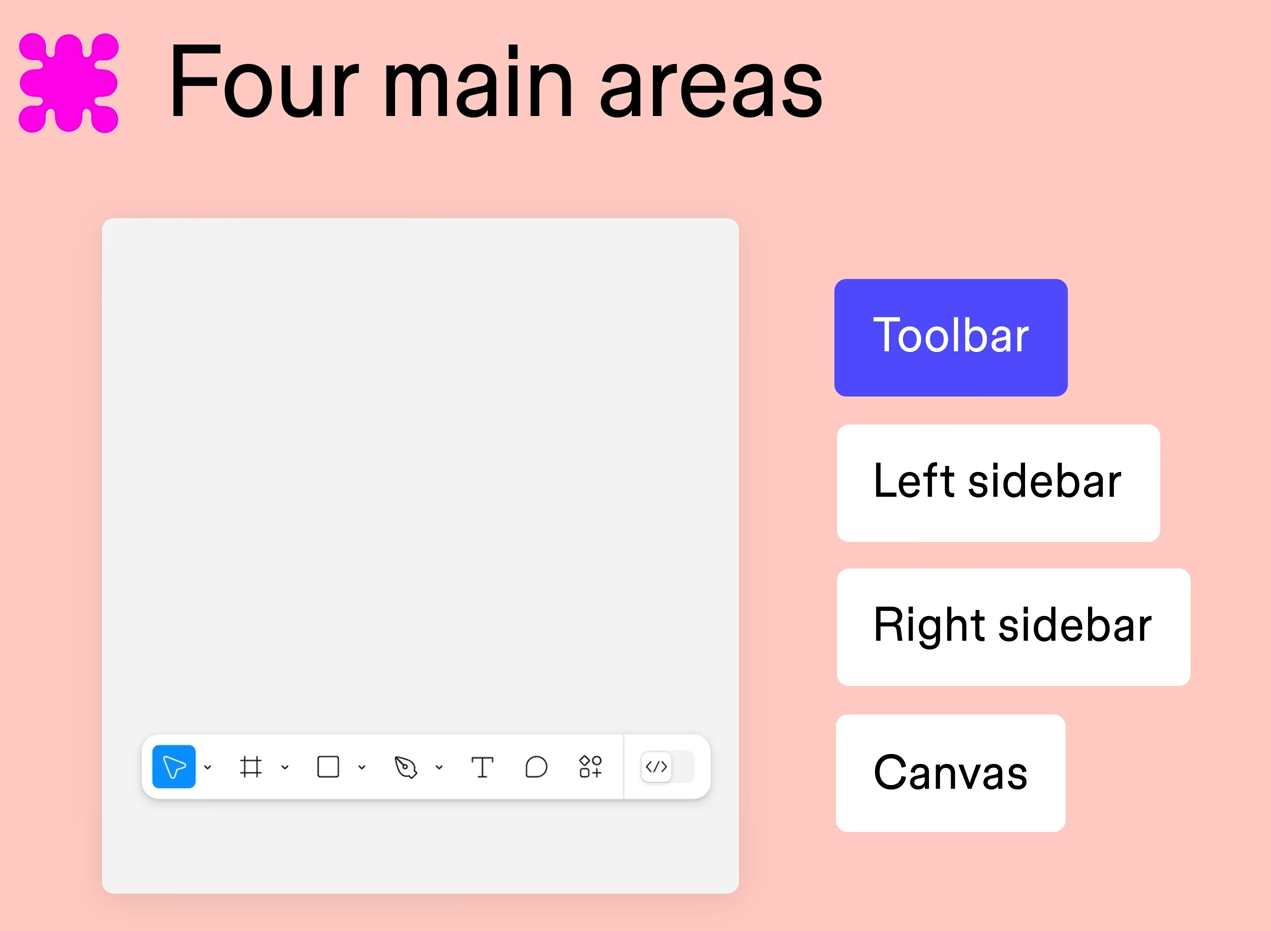 Four main areas
Toolbar
Left sidebar
Right sidebar
Canvas